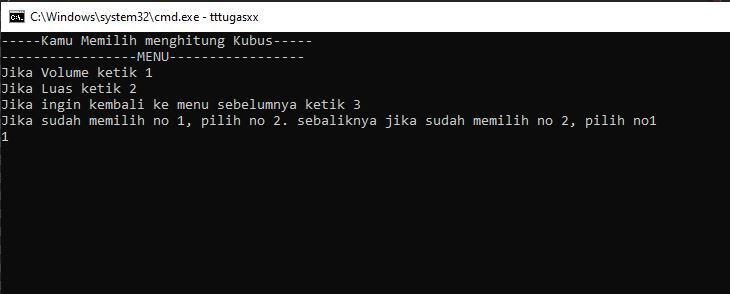 C:\Windows\system32\cmd.exe - tttugasxx
-----Kamu Memilih menghitung Kubus-----
-----------------MENU-----------------
Jika Volume ketik 1
Jika Luas ketik 2
Jika ingin kembali ke menu sebelumnya ketik 3
Jika sudah memilih no 1, pilih no 2. sebaliknya jika sudah memilih no 2, pilih no1
1